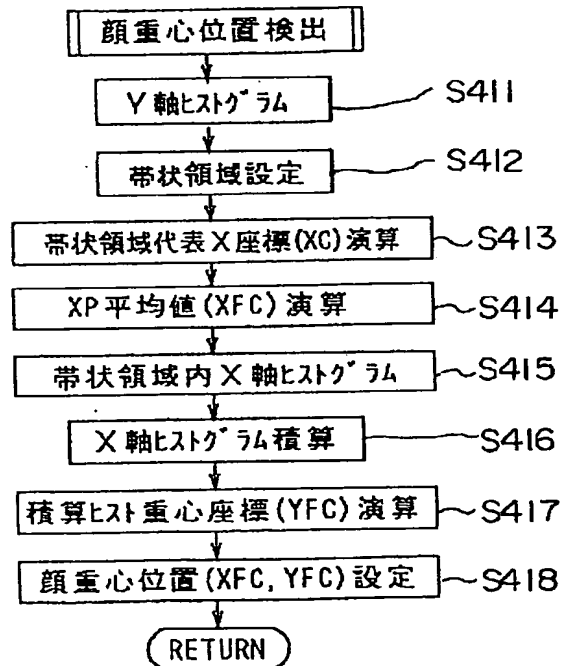 顔重心位置検出
Y軸ヒストグラム S411
帯状領域設定 S412
帯状領域代表X座標(XC)演算 S413
XP平均値(XFC)演算 S414
帯状領域内X軸ヒストグラム S415
X軸ヒストグラム積算 S416
積算ヒスト重心座標(YFC)演算 S417
顔重心位置(XFC,YFC)設定 S418
RETURN